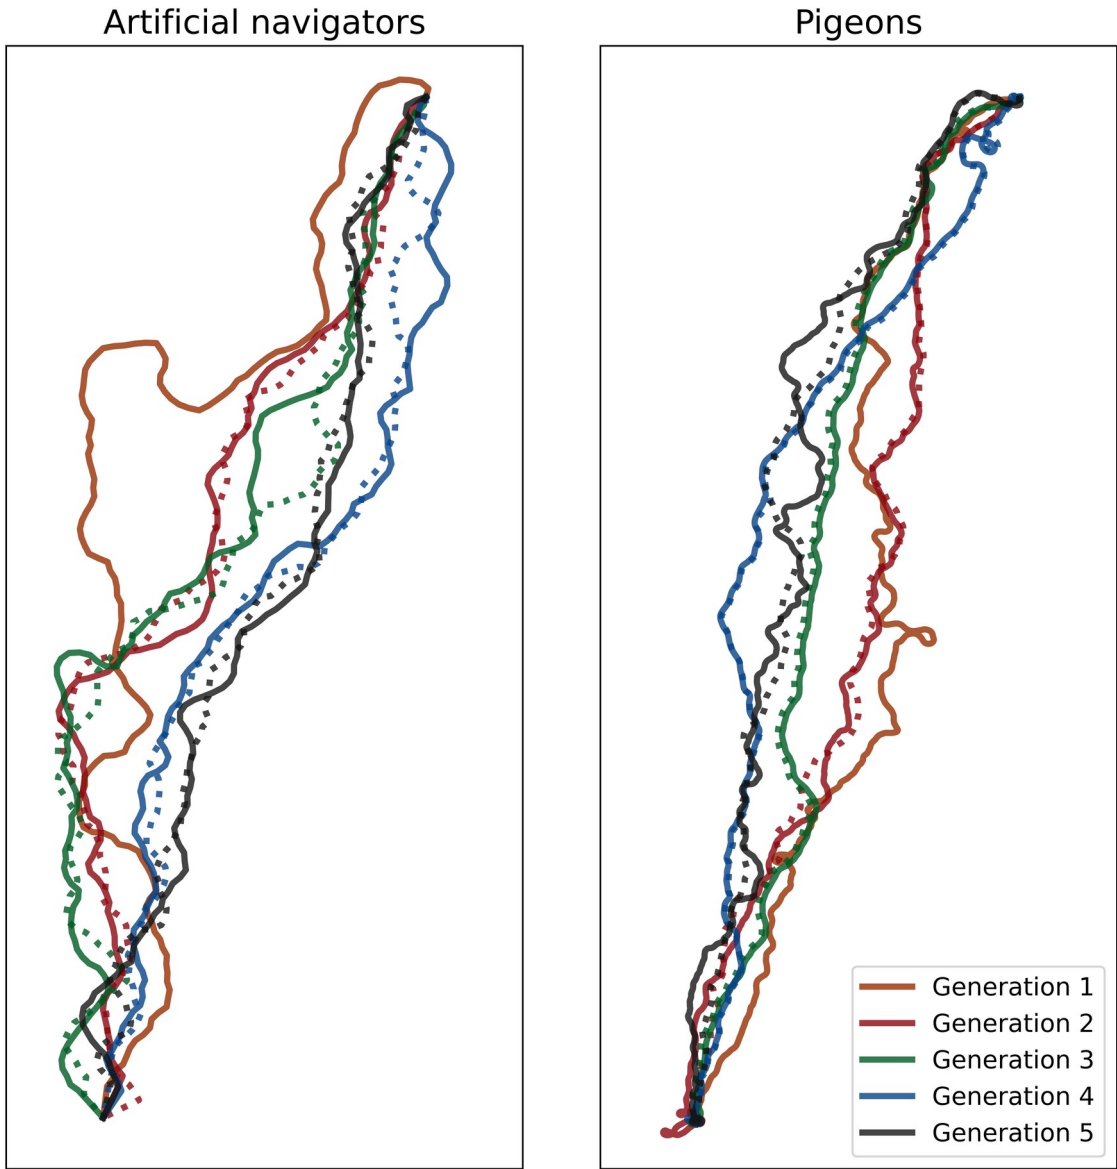 Artificial navigators
Pigeons
Generation 1
Generation 2
Generation 3
Generation 4
Generation 5